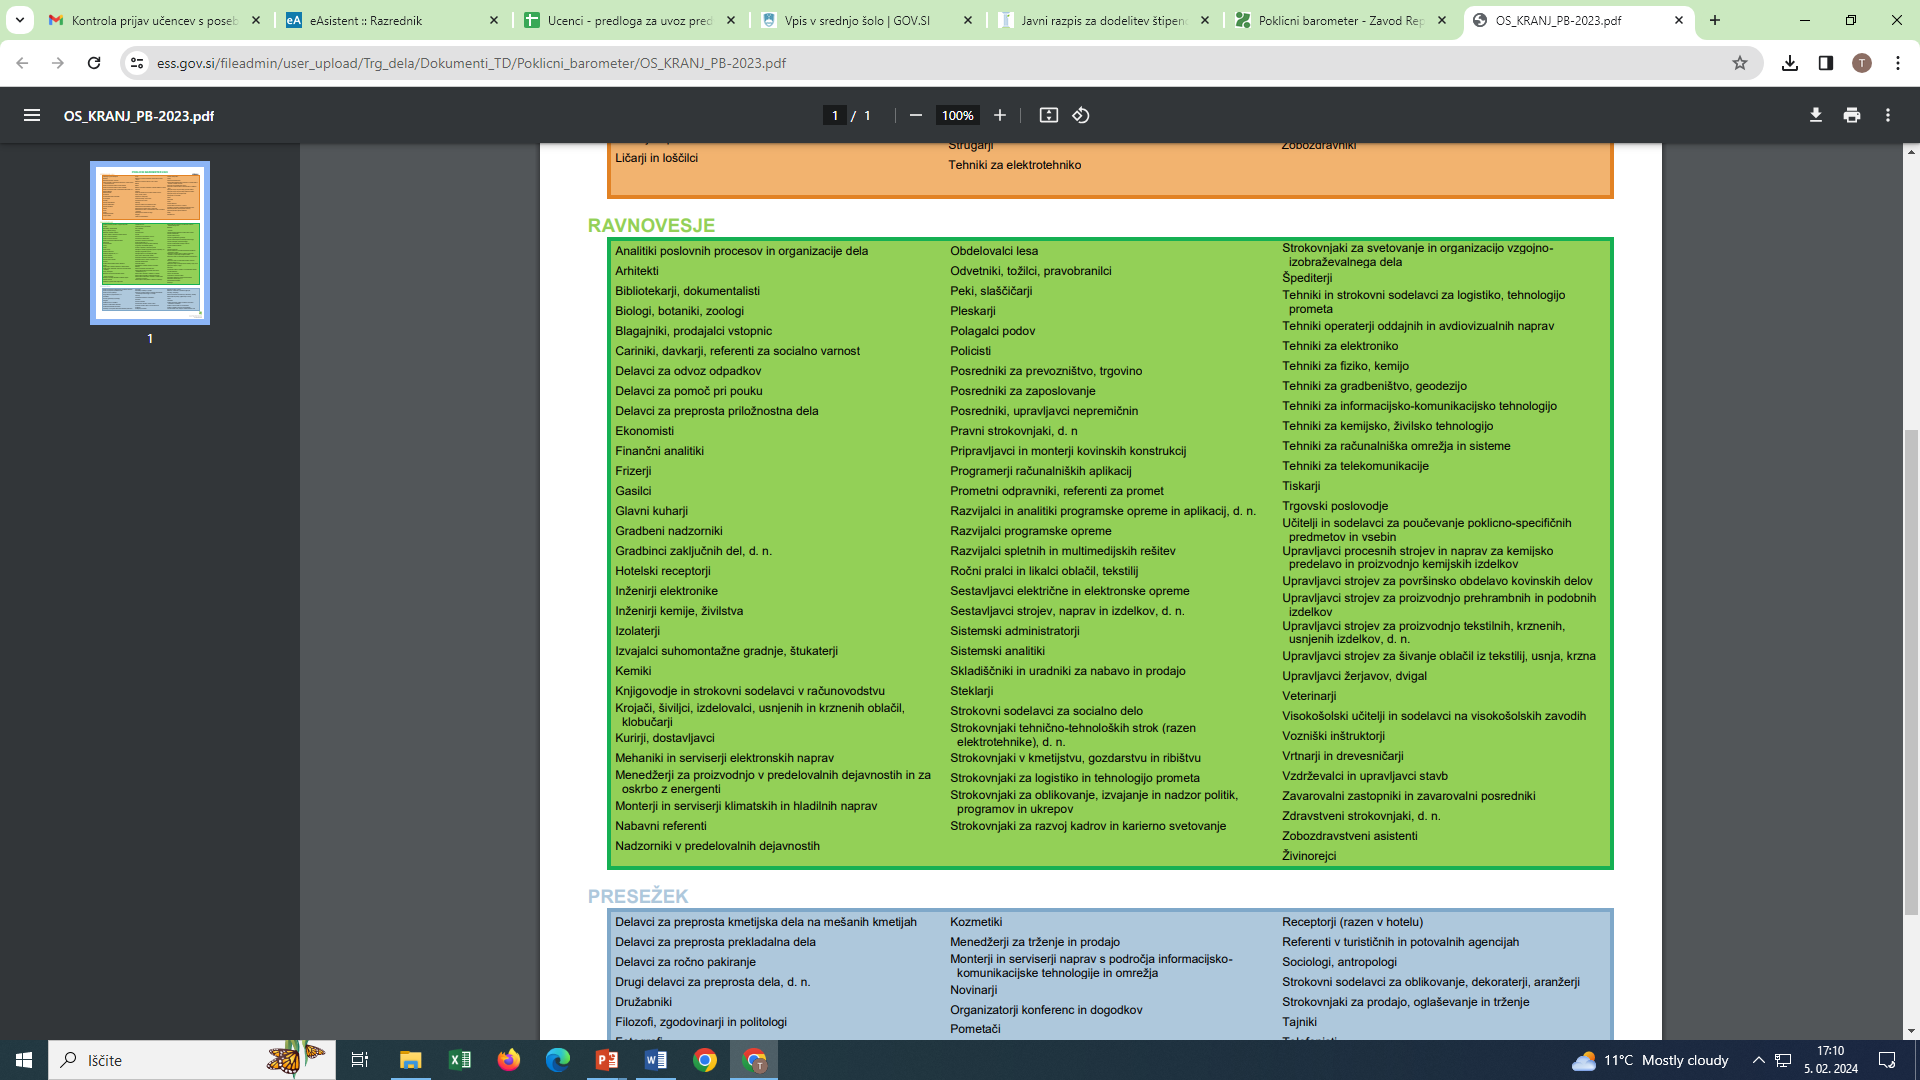 Kontrola prijav učencev s poseb
eAsistent :: Razrednik
Ucenci - predloga za uvoz pred
Vpis v srednjo šolo | GOV.SI
Javni razpis za dodelitev štipen
Poklicni barometer - Zavod Rep
OS_KRANJ_PB-2023.pdf
ess.gov.si/fileadmin/user_upload/Trg_dela/Dokumenti_TD/Poklicni_barometer/OS_KRANJ_PB-2023.pdf
T
OS_KRANJ_PB-2023.pdf
1 / 1
100%
1
Ličarji in loščilci
Strugarji
Tehniki za elektrotehniko
Zobozdravniki
RAVNOVESJE
Analitiki poslovnih procesov in organizacije dela
Arhitekti
Bibliotekarji, dokumentalisti
Biologi, botaniki, zoologi
Blagajniki, prodajalci vstopnic
Cariniki, davkarji, referenti za socialno varnost
Delavci za odvoz odpadkov
Delavci za pomoč pri pouku
Delavci za preprosta priložnostna dela
Ekonomisti
Finančni analitiki
Frizerji
Gasilci
Glavni kuharji
Gradbeni nadzorniki
Gradbinci zaključnih del, d. n.
Hotelski receptorji
Inženirji elektronike
Inženirji kemije, živilstva
Izolaterji
Izvajalci suhomontažne gradnje, štukaterji
Kemiki
Knjigovodje in strokovni sodelavci v računovodstvu
Krojači, šiviljci, izdelovalci, usnjenih in krznenih oblačil,
klobučarji
Kurirji, dostavljavci
Mehaniki in serviserji elektronskih naprav
Menedžerji za proizvodnjo v predelovalnih dejavnostih in za
oskrbo z energenti
Monterji in serviserji klimatskih in hladilnih naprav
Nabavni referenti
Nadzorniki v predelovalnih dejavnostih
Obdelovalci lesa
Odvetniki, tožilci, pravobranilci
Peki, slaščičarji
Pleskarji
Polagalci podov
Policisti
Posredniki za prevozništvo, trgovino
Posredniki za zaposlovanje
Posredniki, upravljavci nepremičnin
Pravni strokovnjaki, d. n
Pripravljavci in monterji kovinskih konstrukcij
Programerji računalniških aplikacij
Prometni odpravniki, referenti za promet
Razvijalci in analitiki programske opreme in aplikacij, d. n.
Razvijalci programske opreme
Razvijalci spletnih in multimedijskih rešitev
Ročni pralci in likalci oblačil, tekstilij
Sestavljavci električne in elektronske opreme
Sestavljavci strojev, naprav in izdelkov, d. n.
Sistemski administratorji
Sistemski analitiki
Skladiščniki in uradniki za nabavo in prodajo
Steklarji
Strokovni sodelavci za socialno delo
Strokovnjaki tehnično-tehnoloških strok (razen
elektrotehnike), d. n.
Strokovnjaki v kmetijstvu, gozdarstvu in ribištvu
Strokovnjaki za logistiko in tehnologijo prometa
Strokovnjaki za oblikovanje, izvajanje in nadzor politik,
programov in ukrepov
Strokovnjaki za razvoj kadrov in karierno svetovanje
Strokovnjaki za svetovanje in organizacijo vzgojno-
izobraževalnega dela
Špediterji
Tehniki in strokovni sodelavci za logistiko, tehnologijo
prometa
Tehniki operaterji oddajnih in avdiovizualnih naprav
Tehniki za elektroniko
Tehniki za fiziko, kemijo
Tehniki za gradbeništvo, geodezijo
Tehniki za informacijsko-komunikacijsko tehnologijo
Tehniki za kemijsko, živilsko tehnologijo
Tehniki za računalniška omrežja in sisteme
Tehniki za telekomunikacije
Tiskarji
Trgovski poslovodje
Učitelji in sodelavci za poučevanje poklicno-specifičnih
predmetov in vsebin
Upravljavci procesnih strojev in naprav za kemijsko
predelavo in proizvodnjo kemijskih izdelkov
Upravljavci strojev za površinsko obdelavo kovinskih delov
Upravljavci strojev za proizvodnjo prehrambnih in podobnih
izdelkov
Upravljavci strojev za proizvodnjo tekstilnih, krznenih,
usnjenih izdelkov, d. n.
Upravljavci strojev za šivanje oblačil iz tekstilij, usnja, krzna
Upravljavci žerjavov, dvigal
Veterinarji
Visokošolski učitelji in sodelavci na visokošolskih zavodih
Vozniški inštruktorji
Vrtnarji in drevesničarji
Vzdrževalci in upravljavci stavb
Zavarovalni zastopniki in zavarovalni posredniki
Zdravstveni strokovnjaki, d. n.
Zobozdravstveni asistenti
Živinorejci
PRESEŽEK
Delavci za preprosta kmetijska dela na mešanih kmetijah
Delavci za preprosta prekladalna dela
Delavci za ročno pakiranje
Drugi delavci za preprosta dela, d. n.
Družabniki
Filozofi, zgodovinarji in politologi
Kozmetiki
Menedžerji za trženje in prodajo
Monterji in serviserji naprav s področja informacijsko-
komunikacijske tehnologije in omrežja
Novinarji
Organizatorji konferenc in dogodkov
Pometači
Receptorji (razen v hotelu)
Referenti v turističnih in potovalnih agencijah
Sociologi, antropologi
Strokovni sodelavci za oblikovanje, dekoraterji, aranžerji
Strokovnjaki za prodajo, oglaševanje in trženje
Tajniki
Iščite
11°C Mostly cloudy
17:10
5. 02. 2024